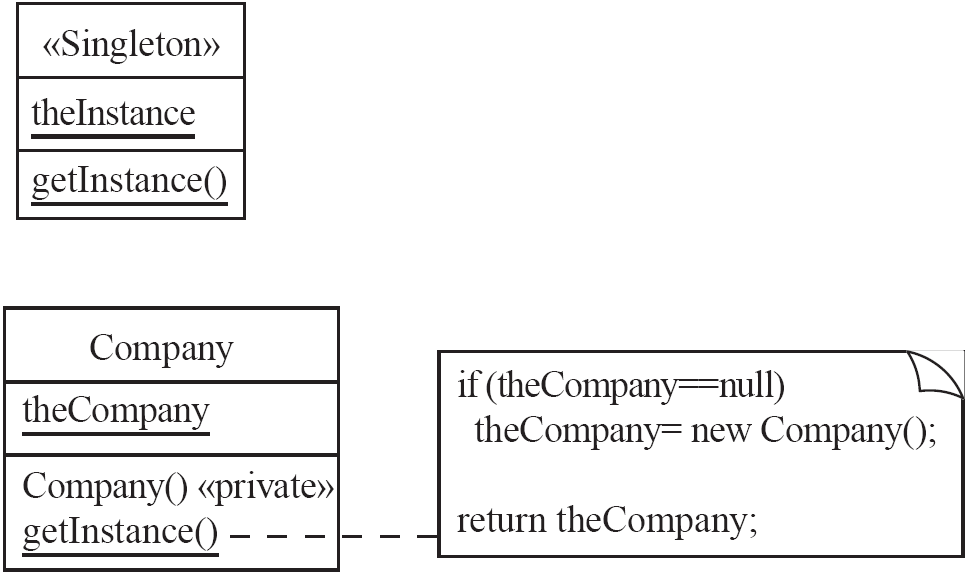 «Singleton»
theInstance
getInstance()
Company
theCompany
Company() «private»
getInstance()
if (theCompany==null)
theCompany= new Company();
return theCompany;